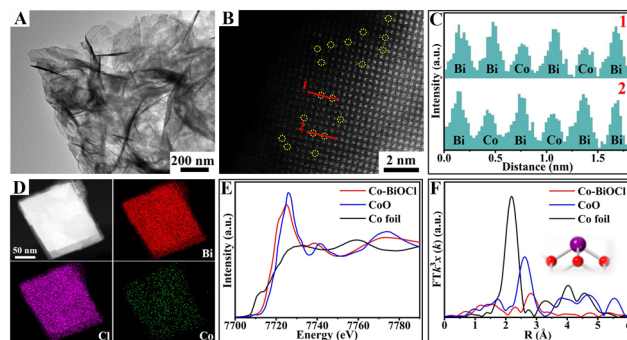 A
200 nm
B
1
2 nm
C
Intensity (a.u.)
1
Bi Bi Co Bi Co Bi
2
Bi Co Bi Co Bi Bi
0.0 0.5 1.0 1.5
Distance (nm)
D
50 nm
Bi
Cl
Co
E
Co-BiOCl
CoO
Co foil
Intensity (a.u.)
7700 7720 7740 7760 7780
Energy (eV)
F
Co-BiOCl
CoO
Co foil
FTk³·x (k) (a.u.)
0 1 2 3 4 5 6
R (Å)